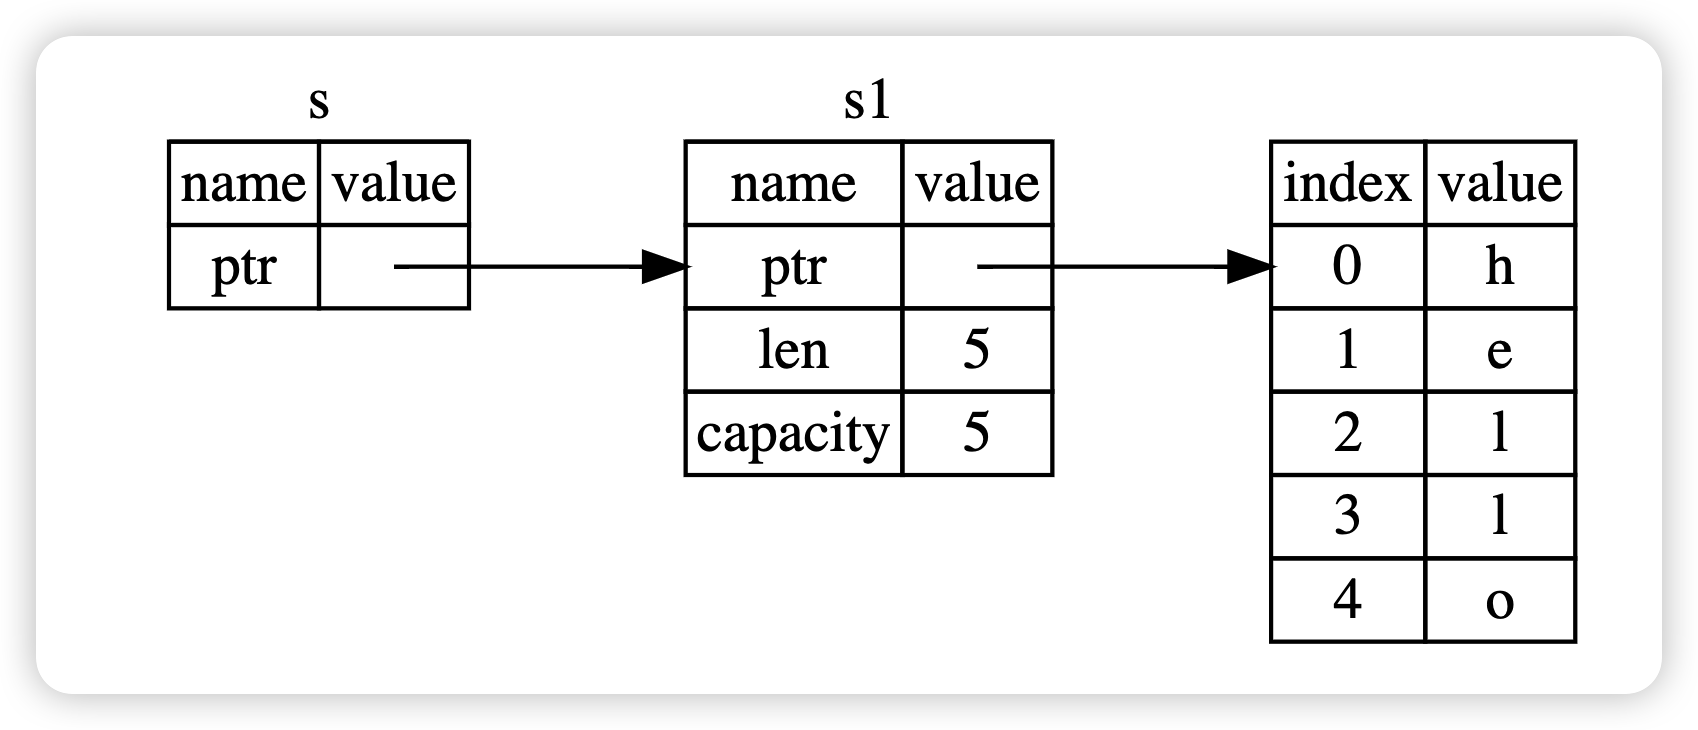 s
name value
ptr
s1
name value
ptr
len 5
capacity 5
index value
0 h
1 e
2 l
3 l
4 o